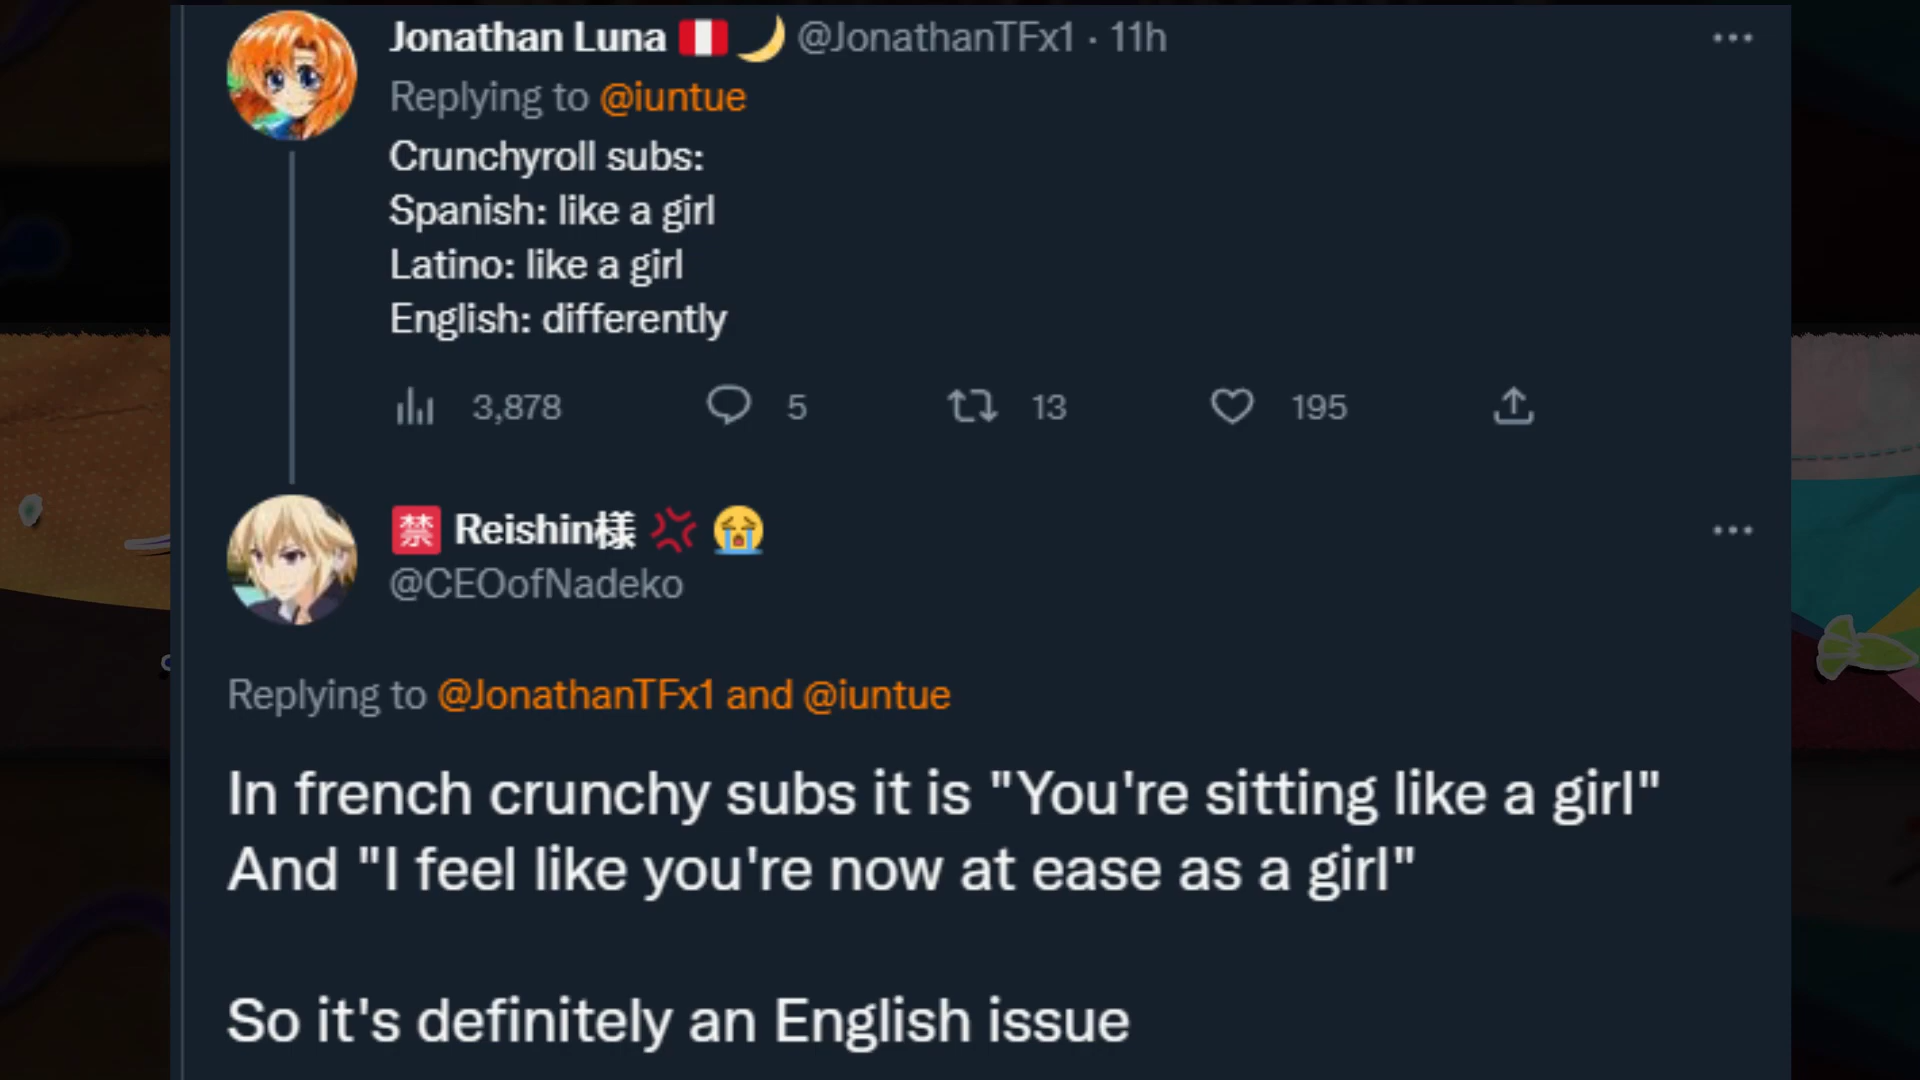 Jonathan Luna 🇵🇪🌙 @JonathanTFx1 · 11h
Replying to @iuntue
Crunchyroll subs:
Spanish: like a girl
Latino: like a girl
English: differently
3,878 5 13 195
🈲 Reishin様 💢 😭
@CEOofNadeko
Replying to @JonathanTFx1 and @iuntue
In french crunchy subs it is "You're sitting like a girl"
And "I feel like you're now at ease as a girl"
So it's definitely an English issue